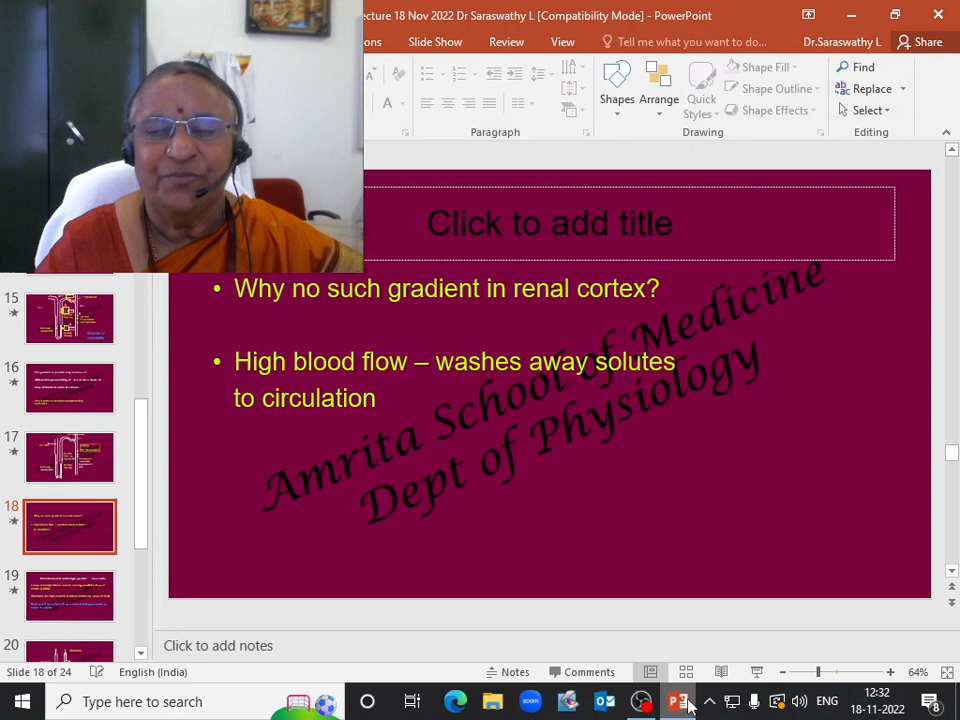 ecture 18 Nov 2022 Dr Saraswathy L [Compatibility Mode] - PowerPoint
ons Slide Show Review View Tell me what you want to do... Dr.Saraswathy L Share
Shapes Arrange Quick Styles Shape Fill Shape Outline Shape Effects
Find
Replace
Select
Paragraph Drawing Editing
Click to add title
• Why no such gradient in renal cortex?
• High blood flow – washes away solutes
to circulation
Amrita School of Medicine
Dept of Physiology
15
16
17
18
19
20
Click to add notes
Slide 18 of 24 English (India) Notes Comments 64%
Type here to search zoom ENG 12:32
18-11-2022 8